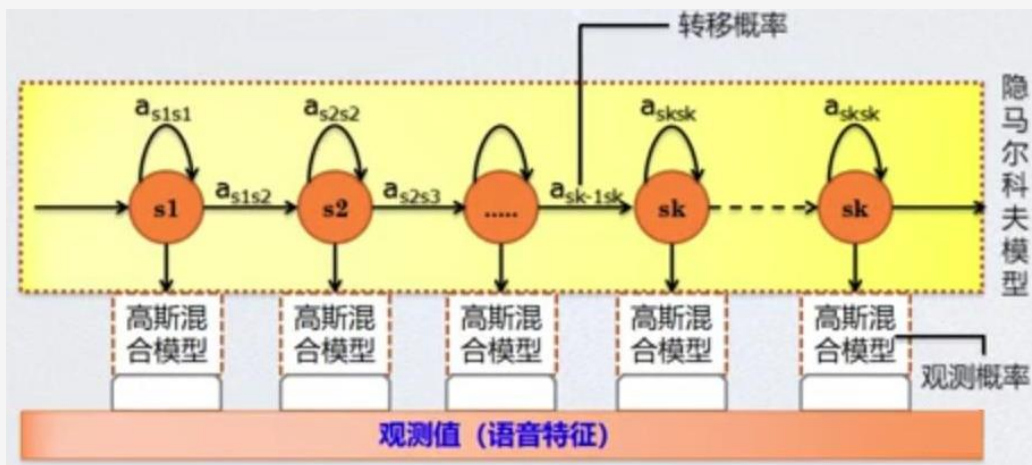 转移概率
a_s1s1
a_s2s2
a_sksk
a_sksk
s1
a_s1s2
s2
a_s2s3
.....
a_sk-1sk
sk
sk
隐马尔科夫模型
高斯混
合模型
高斯混
合模型
高斯混
合模型
高斯混
合模型
高斯混
合模型
观测概率
观测值（语音特征）